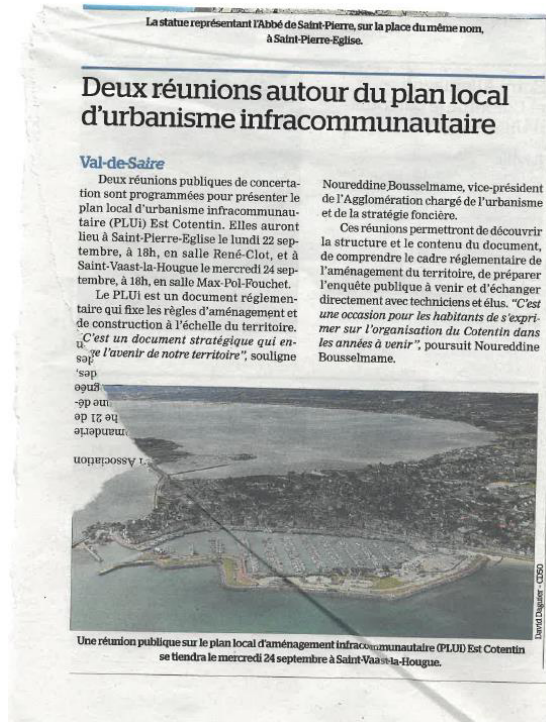 La statue représentant l'Abbé de Saint-Pierre, sur la place du même nom,
à Saint-Pierre-Eglise.
Deux réunions autour du plan local
d'urbanisme infracommunautaire
Val-de-Saire
Deux réunions publiques de concerta-
tion sont programmées pour présenter le
plan local d'urbanisme infracommunau-
taire (PLUi) Est Cotentin. Elles auront
lieu à Saint-Pierre-Eglise le lundi 22 sep-
tembre, à 18h, en salle René-Clot, et à
Saint-Vaast-la-Hougue le mercredi 24 sep-
tembre, à 18h, en salle Max-Pol-Fouchet.
Le PLUi est un document réglemen-
taire qui fixe les règles d'aménagement et
de construction à l'échelle du territoire.
"C'est un document stratégique qui en-
ge l'avenir de notre territoire", souligne
Noureddine Bousselmame, vice-président
de l'Agglomération chargé de l'urbanisme
et de la stratégie foncière.
Ces réunions permettront de découvrir
la structure et le contenu du document,
de comprendre le cadre réglementaire de
l'aménagement du territoire, de préparer
l'enquête publique à venir et d'échanger
directement avec techniciens et élus. "C'est
une occasion pour les habitants de s'expri-
mer sur l'organisation du Cotentin dans
les années à venir", poursuit Noureddine
Bousselmame.
Association
manderie
he 21 de
une dé-
gnée
des,
David Daguier - CD50
Une réunion publique sur le plan local d'aménagement infracommunautaire (PLUi) Est Cotentin
se tiendra le mercredi 24 septembre à Saint-Vaast-la-Hougue.